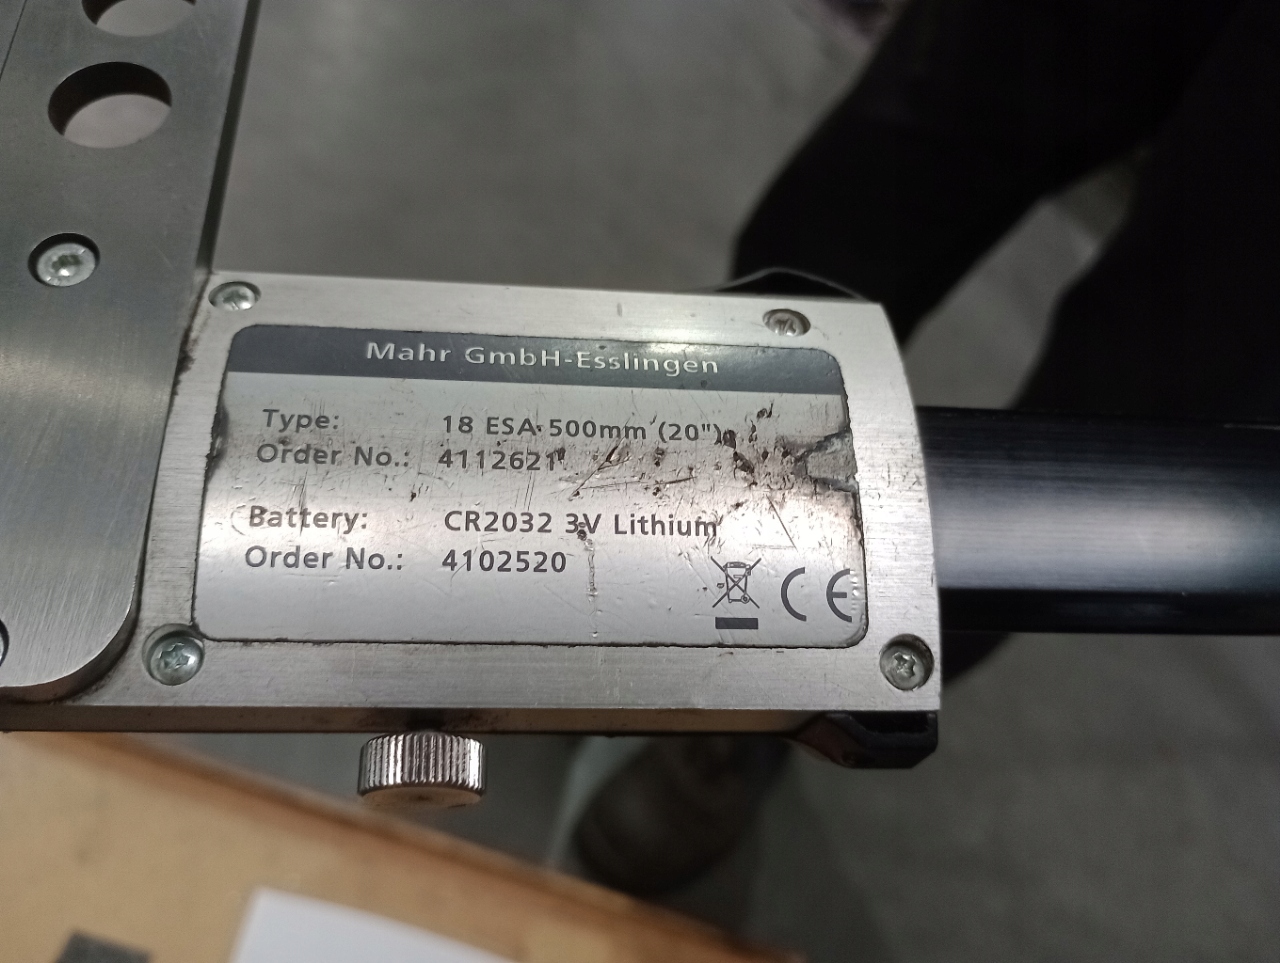 Mahr GmbH-Esslingen
Type: 18 ESA 500mm (20")
Order No.: 4112621
Battery: CR2032 3V Lithium
Order No.: 4102520
CE